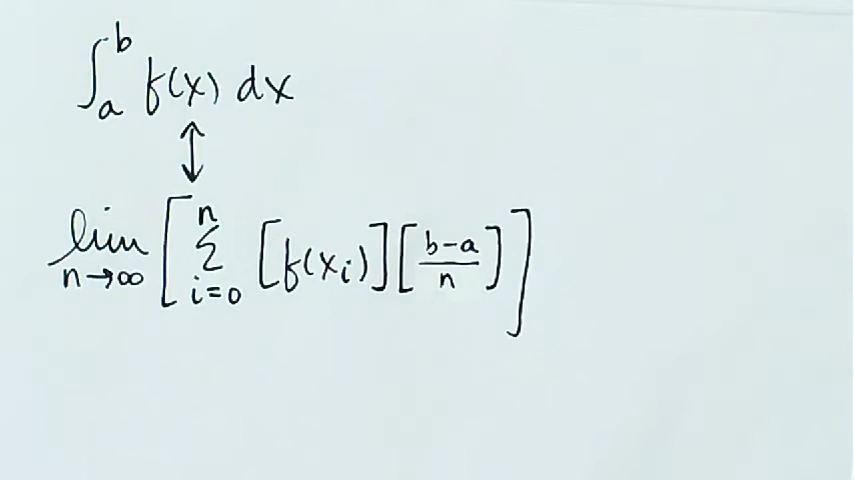 ∫_a^b f(x) dx
↕
lim_{n→∞} [ Σ_{i=0}^n [f(x_i)] [(b-a)/n] ]